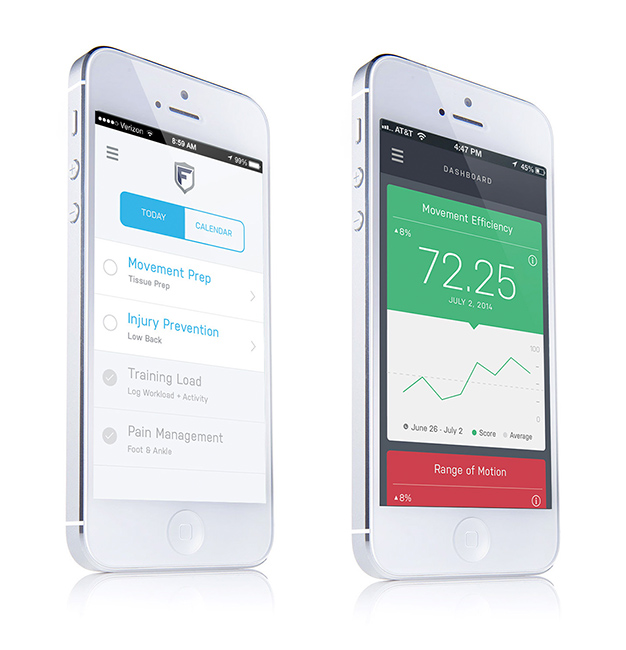 Verizon
8:59 AM
99%
F
TODAY
CALENDAR
Movement Prep
Tissue Prep
Injury Prevention
Low Back
Training Load
Log Workload + Activity
Pain Management
Foot & Ankle
AT&T
4:47 PM
45%
DASHBOARD
Movement Efficiency
▲8%
72.25
JULY 2, 2014
100
0
June 26 - July 2
Score
Average
Range of Motion
▲8%